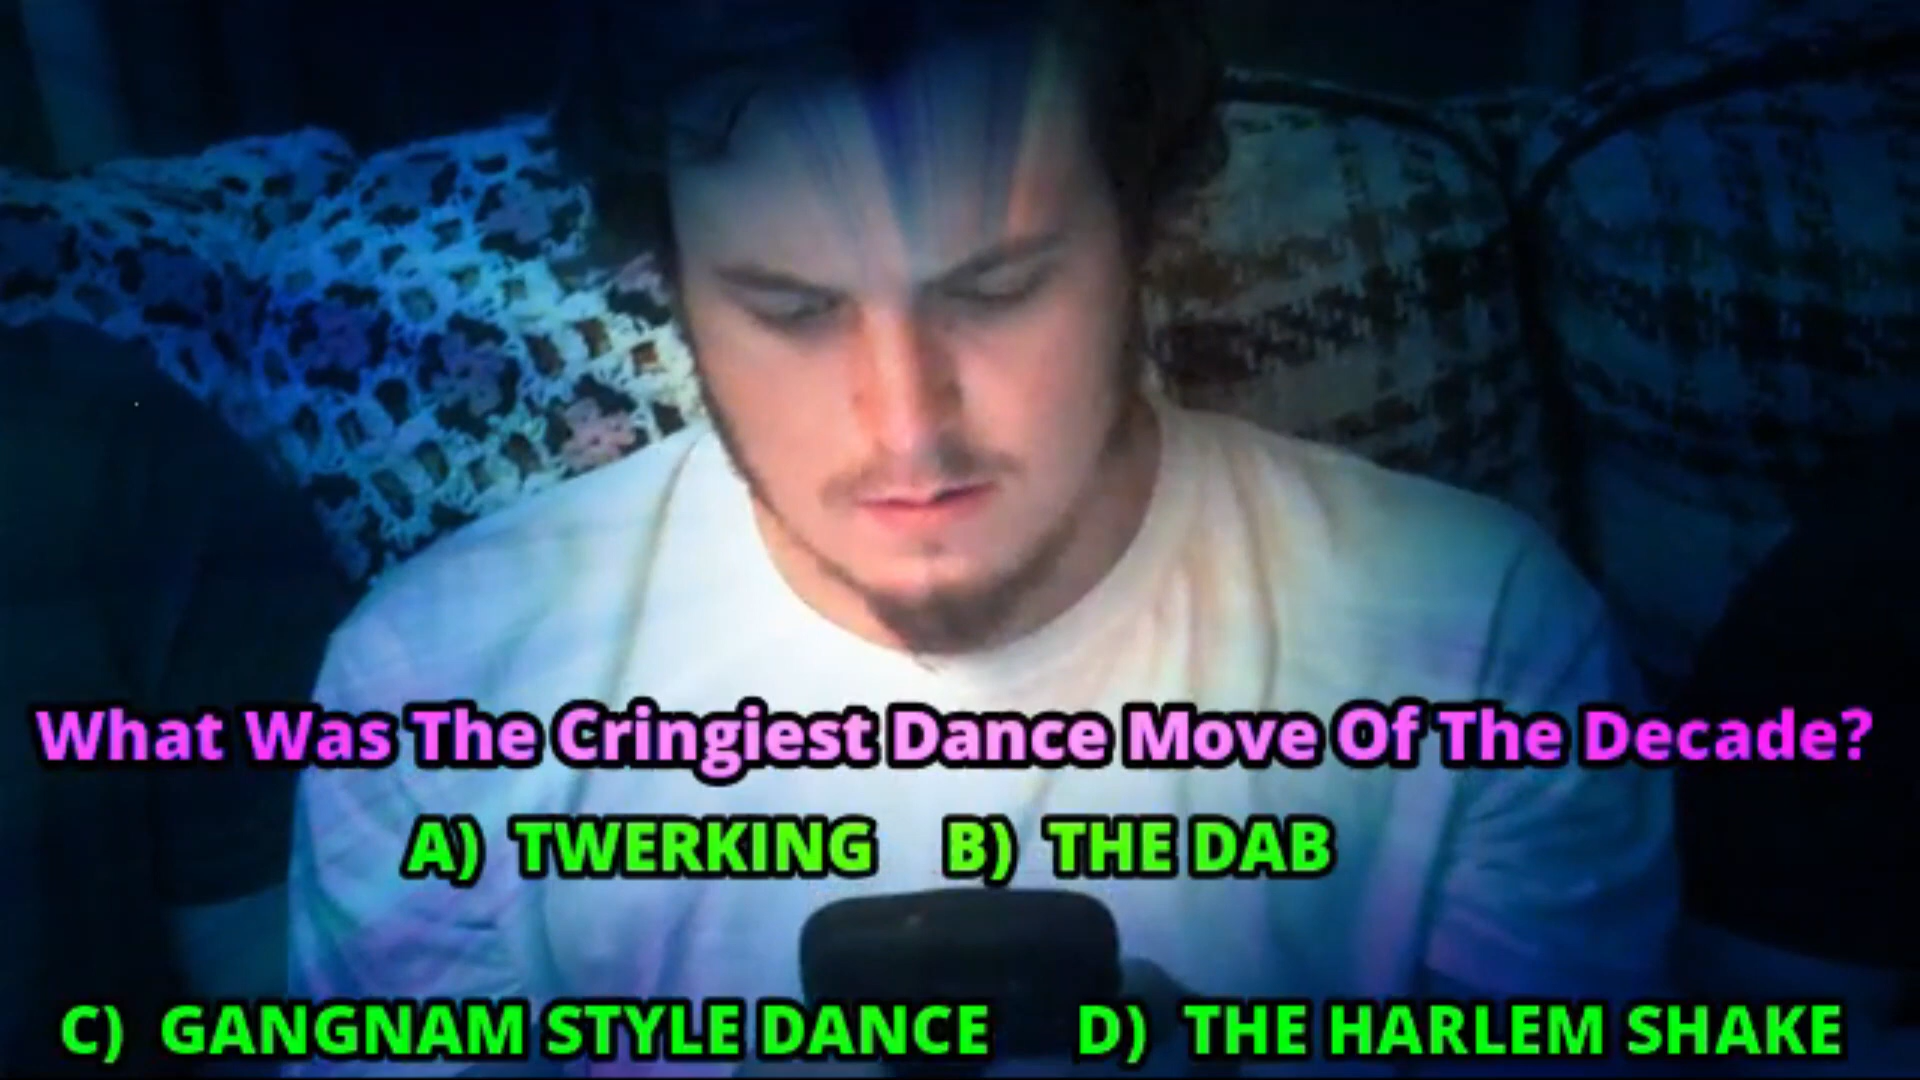 What Was The Cringiest Dance Move Of The Decade?
A) TWERKING B) THE DAB
C) GANGNAM STYLE DANCE D) THE HARLEM SHAKE